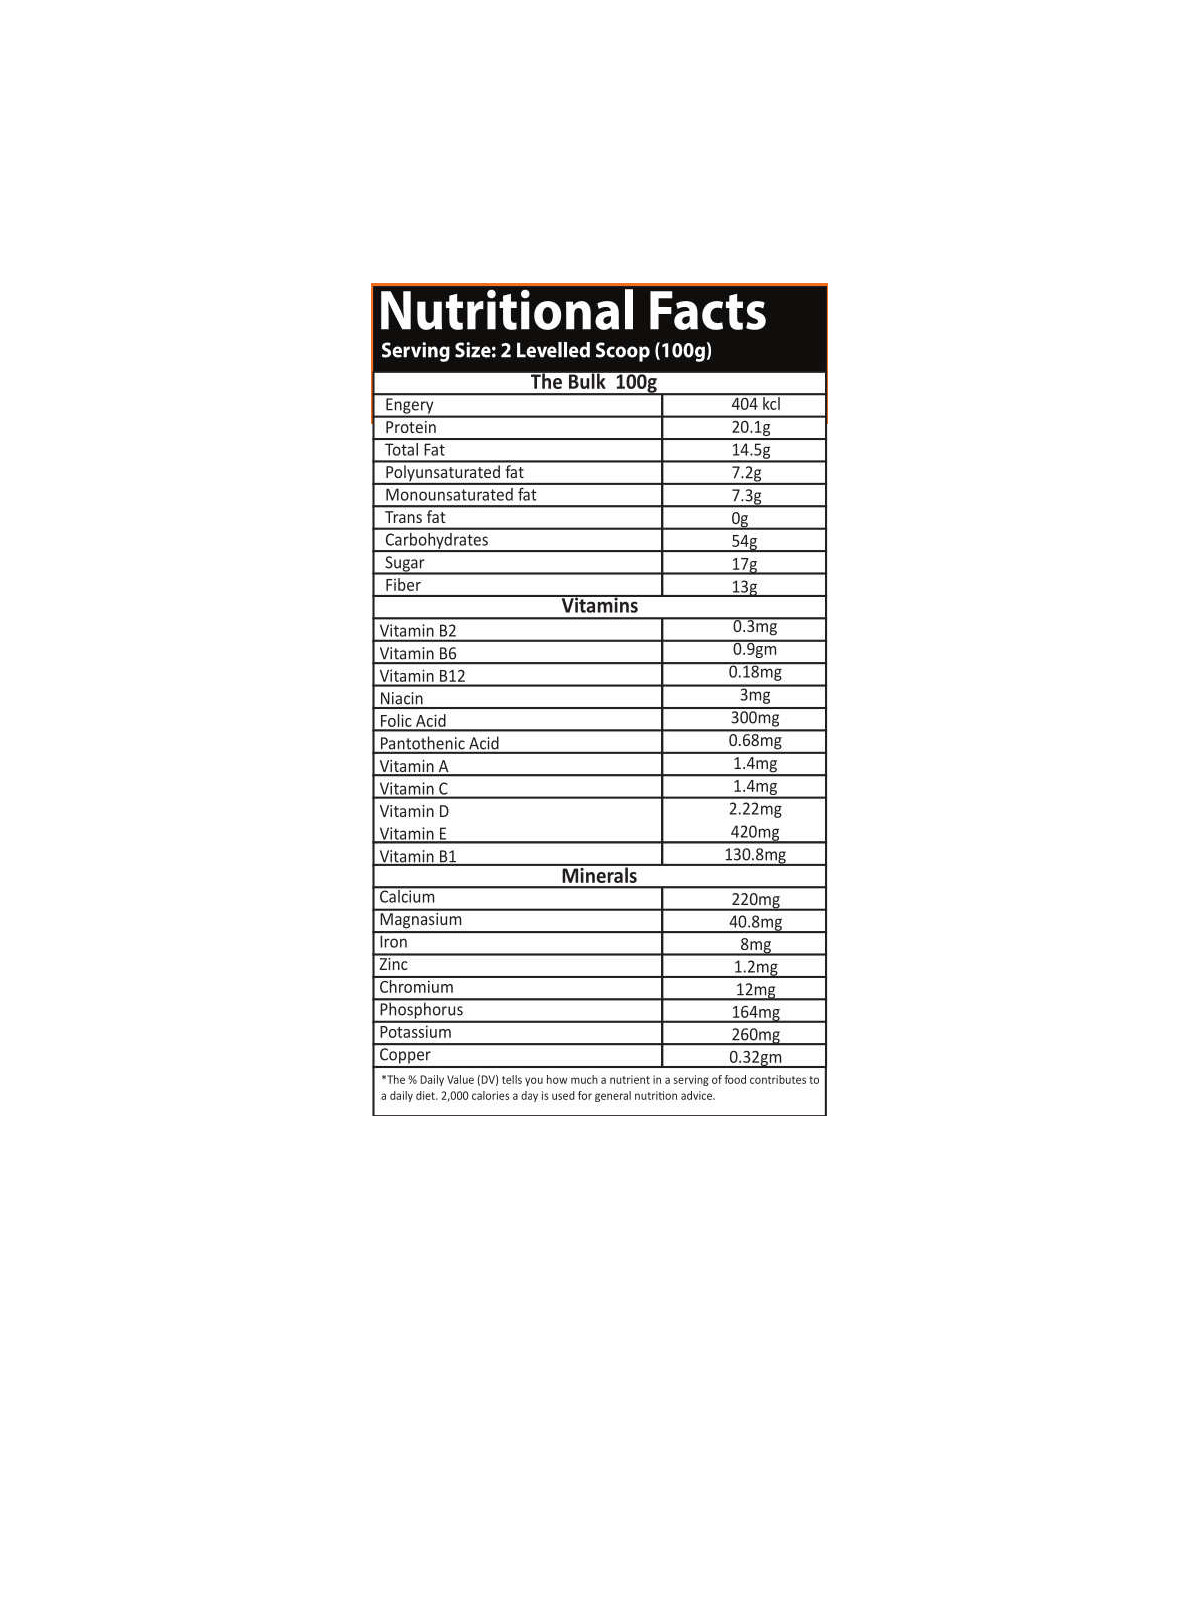 Nutritional Facts
Serving Size: 2 Levelled Scoop (100g)
The Bulk 100g
Engery 404 kcl
Protein 20.1g
Total Fat 14.5g
Polyunsaturated fat 7.2g
Monounsaturated fat 7.3g
Trans fat 0g
Carbohydrates 54g
Sugar 17g
Fiber 13g
Vitamins
Vitamin B2 0.3mg
Vitamin B6 0.9gm
Vitamin B12 0.18mg
Niacin 3mg
Folic Acid 300mg
Pantothenic Acid 0.68mg
Vitamin A 1.4mg
Vitamin C 1.4mg
Vitamin D 2.22mg
Vitamin E 420mg
Vitamin B1 130.8mg
Minerals
Calcium 220mg
Magnasium 40.8mg
Iron 8mg
Zinc 1.2mg
Chromium 12mg
Phosphorus 164mg
Potassium 260mg
Copper 0.32gm
*The % Daily Value (DV) tells you how much a nutrient in a serving of food contributes to
a daily diet. 2,000 calories a day is used for general nutrition advice.